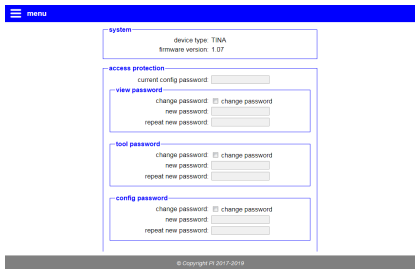 menu
system
device type: TINA
firmware version: 1.07
access protection
current config password:
view password
change password: change password
new password:
repeat new password:
tool password
change password: change password
new password:
repeat new password:
config password
change password: change password
new password:
repeat new password:
© Copyright PI 2017-2019